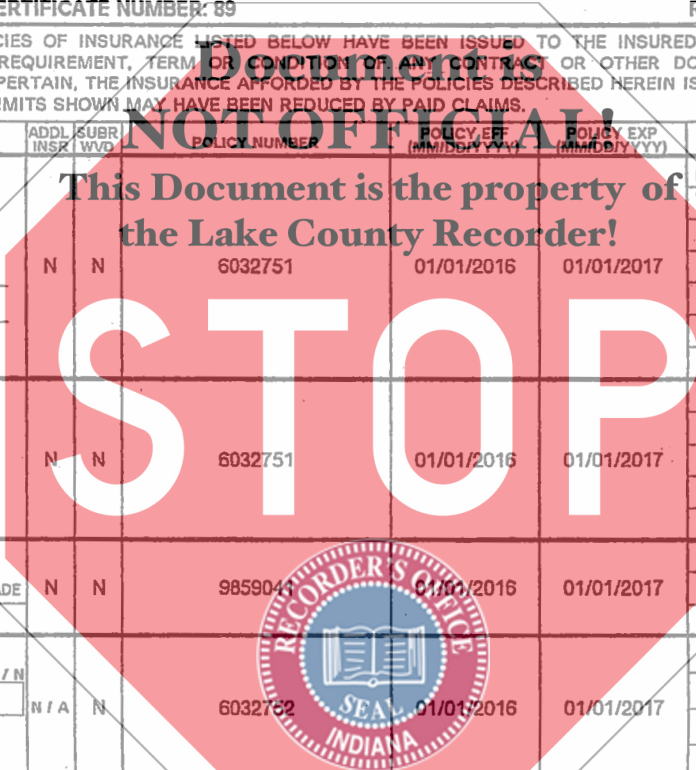 ERTIFICATE NUMBER: 89
CIES OF INSURANCE LISTED BELOW HAVE BEEN ISSUED TO THE INSURED
REQUIREMENT, TERM OR CONDITION OF ANY CONTRACT OR OTHER DO
PERTAIN, THE INSURANCE AFFORDED BY THE POLICIES DESCRIBED HEREIN IS
MITS SHOWN MAY HAVE BEEN REDUCED BY PAID CLAIMS.
Document is
NOT OFFICIAL!
This Document is the property of
the Lake County Recorder!
ADDL SUBR POLICY NUMBER POLICY EFF POLICY EXP
INSR WVD (MM/DD/YYYY) (MM/DD/YYYY)
N N 6032751 01/01/2016 01/01/2017
STOP
N N 6032751 01/01/2016 01/01/2017
ADE N N 9859041 01/01/2016 01/01/2017
/ N
N / A N 6032752 01/01/2016 01/01/2017
RECORDER'S OFFICE
SEAL
INDIANA